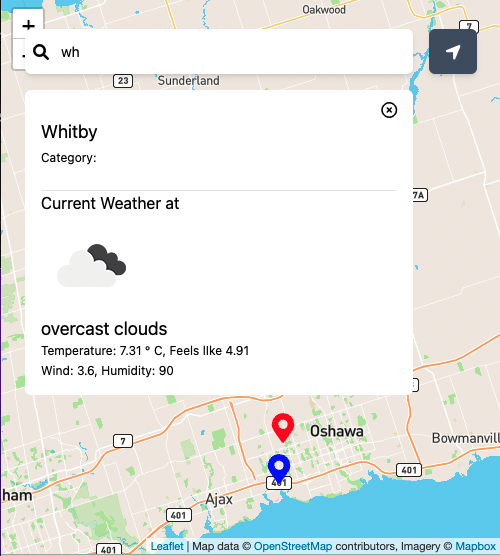 Oakwood
+
7
wh
23
Sunderland
Whitby
Category:
7A
Current Weather at
overcast clouds
Temperature: 7.31 ° C, Feels lIke 4.91
Wind: 3.6, Humidity: 90
7
Oshawa
Bowmanvill
401
401
ham
Ajax
401
401
Leaflet | Map data © OpenStreetMap contributors, Imagery © Mapbox